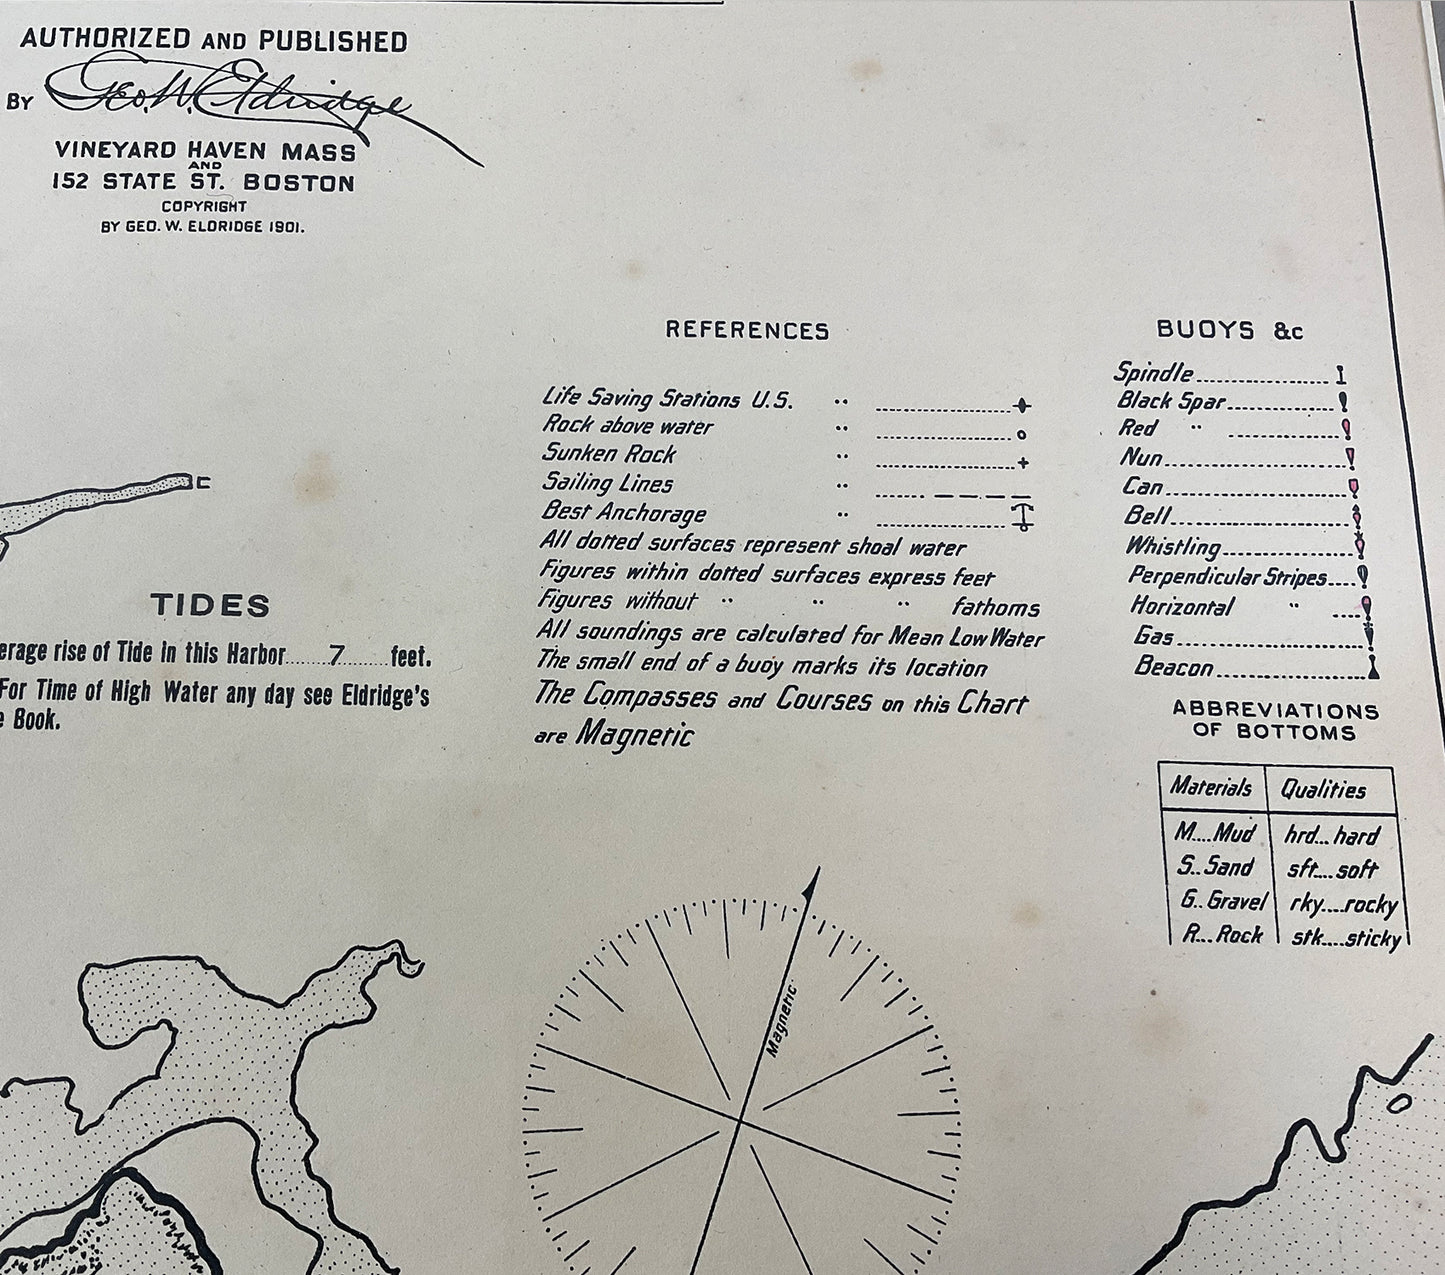 AUTHORIZED AND PUBLISHED
BY Geo. W. Eldridge
VINEYARD HAVEN MASS
AND
152 STATE ST. BOSTON
COPYRIGHT
BY GEO. W. ELDRIDGE 1901.
C
TIDES
erage rise of Tide in this Harbor......7......feet.
For Time of High Water any day see Eldridge's
e Book.
REFERENCES
Life Saving Stations U.S. " ....................
Rock above water " ....................
Sunken Rock " ....................
Sailing Lines " ...... — — — —
Best Anchorage " ....................
All dotted surfaces represent shoal water
Figures within dotted surfaces express feet
Figures without " " " fathoms
All soundings are calculated for Mean Low Water
The small end of a buoy marks its location
The Compasses and Courses on this Chart
are Magnetic
BUOYS &c
Spindle....................
Black Spar................
Red " ................
Nun........................
Can........................
Bell........................
Whistling................
Perpendicular Stripes....
Horizontal " ....
Gas........................
Beacon....................
ABBREVIATIONS
OF BOTTOMS
Materials Qualities
M....Mud hrd...hard
S..Sand sft....soft
G..Gravel rky....rocky
R...Rock stk....sticky
Magnetic